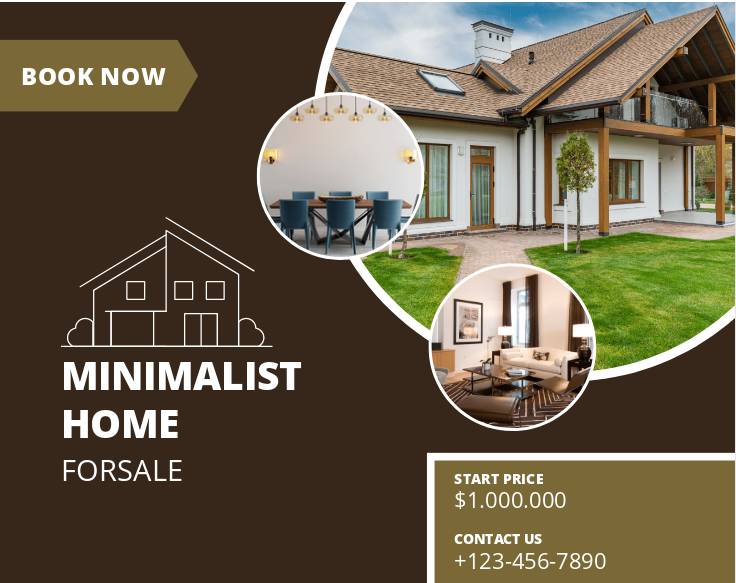 BOOK NOW
MINIMALIST
HOME
FORSALE
START PRICE
$1.000.000
CONTACT US
+123-456-7890